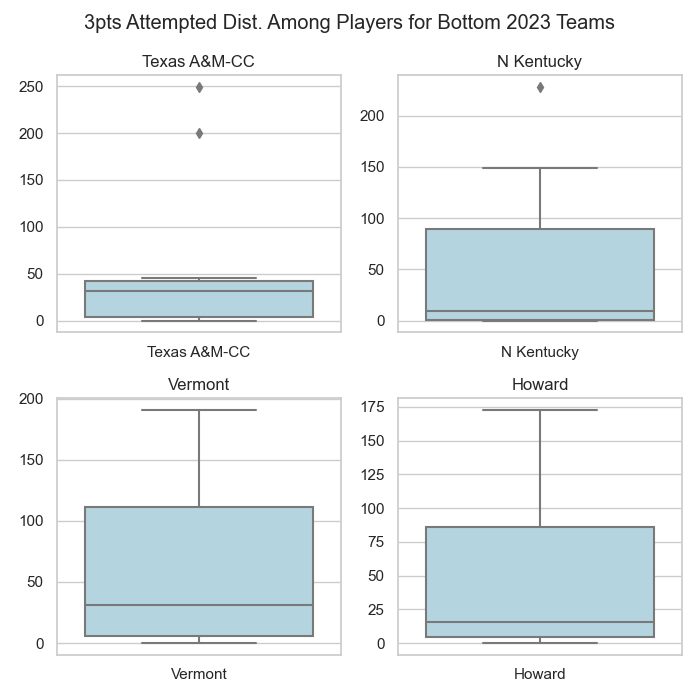 3pts Attempted Dist. Among Players for Bottom 2023 Teams
Texas A&M-CC
250
200
150
100
50
0
Texas A&M-CC
N Kentucky
200
150
100
50
0
N Kentucky
Vermont
200
150
100
50
0
Vermont
Howard
175
150
125
100
75
50
25
0
Howard